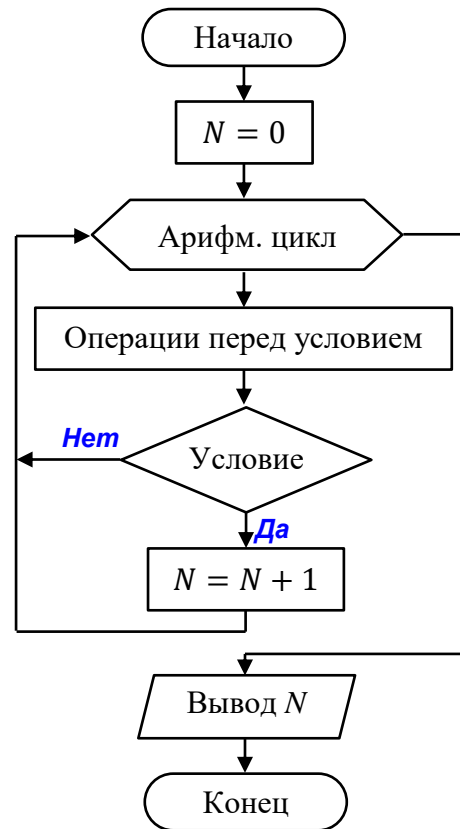 Начало
N = 0
Арифм. цикл
Операции перед условием
Нет
Условие
Да
N = N + 1
Вывод N
Конец